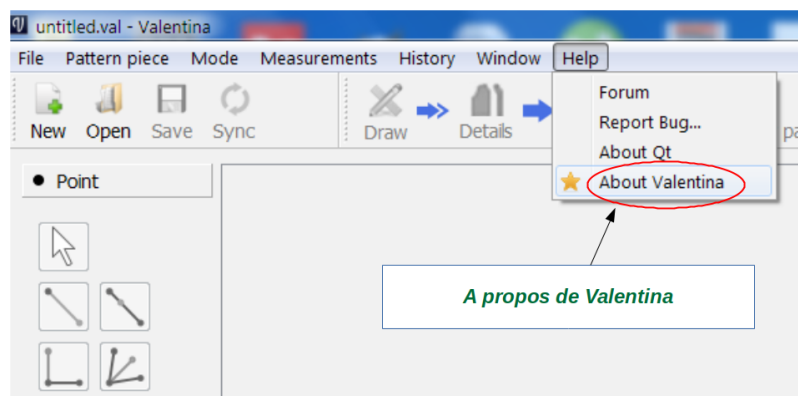 untitled.val - Valentina
File Pattern piece Mode Measurements History Window Help
New Open Save Sync Draw Details
Forum
Report Bug...
About Qt
About Valentina
Point
A propos de Valentina